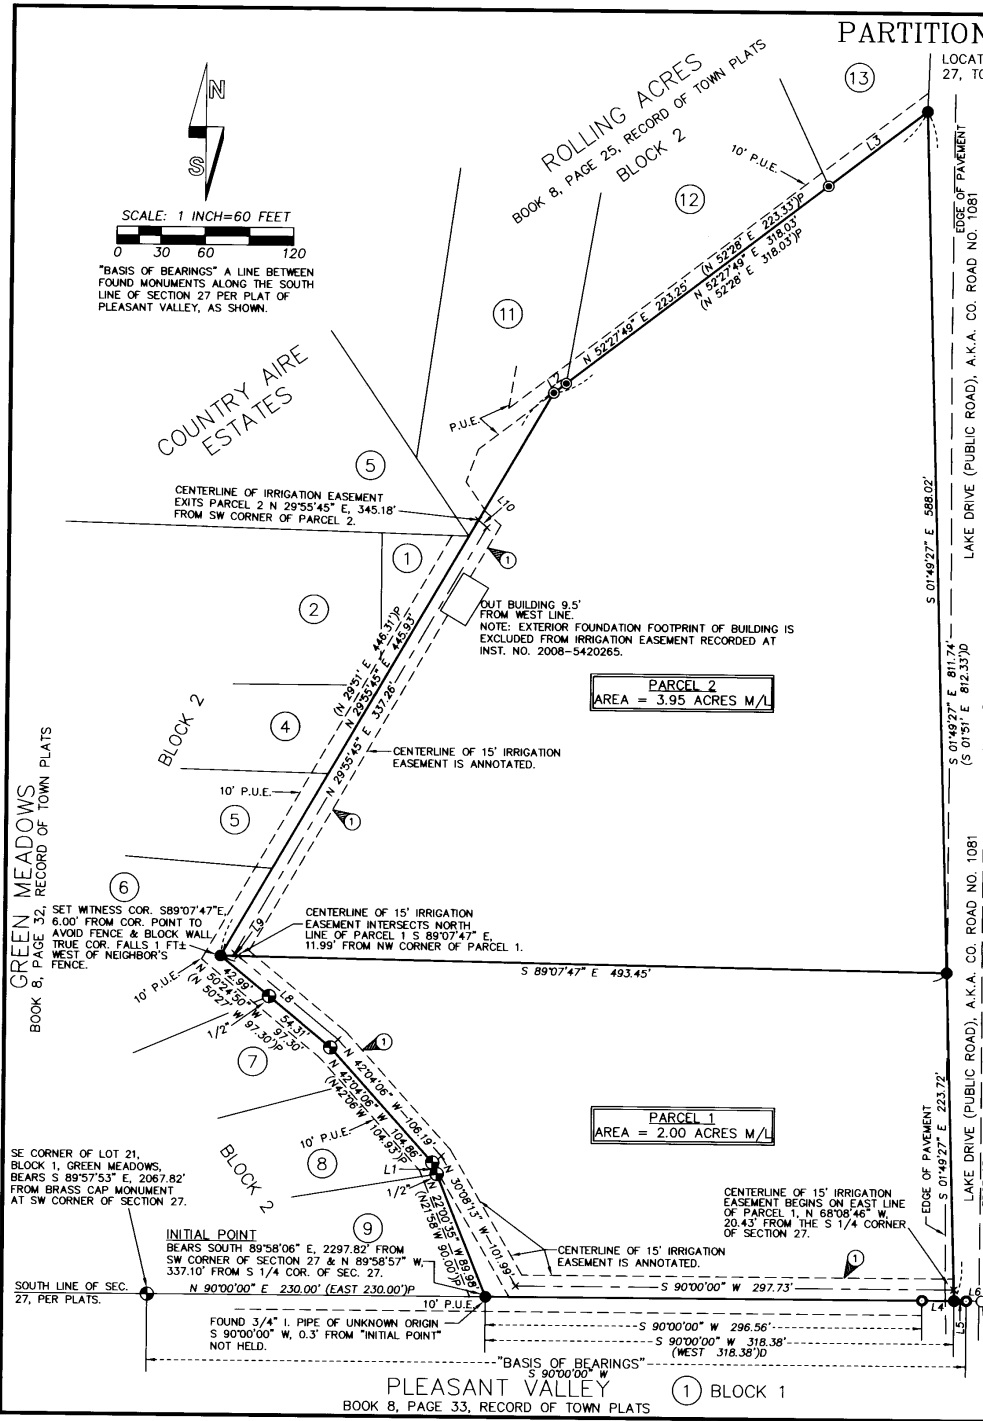 PARTITION
LOCAT
27, TO
N
S
SCALE: 1 INCH=60 FEET
0 30 60 120
"BASIS OF BEARINGS" A LINE BETWEEN
FOUND MONUMENTS ALONG THE SOUTH
LINE OF SECTION 27 PER PLAT OF
PLEASANT VALLEY, AS SHOWN.
ROLLING ACRES
BOOK 8, PAGE 25, RECORD OF TOWN PLATS
BLOCK 2
13
12
11
10' P.U.E.
L3
(N 52°28' E 223.33')P
N 52°27'49" E 223.25'
N 52°27'49" E 318.03'
(N 52°28' E 318.03')P
L2
P.U.E.
EDGE OF PAVEMENT
LAKE DRIVE (PUBLIC ROAD), A.K.A. CO. ROAD NO. 1081
S 01°49'27" E 588.02'
COUNTRY AIRE
ESTATES
5
CENTERLINE OF IRRIGATION EASEMENT
EXITS PARCEL 2 N 29°55'45" E, 345.18'
FROM SW CORNER OF PARCEL 2.
L10
1
1
2
OUT BUILDING 9.5'
FROM WEST LINE.
NOTE: EXTERIOR FOUNDATION FOOTPRINT OF BUILDING IS
EXCLUDED FROM IRRIGATION EASEMENT RECORDED AT
INST. NO. 2008-5420265.
PARCEL 2
AREA = 3.95 ACRES M/L
S 01°49'27" E 811.74'
(S 01°51' E 812.33')D
(N 29°51' E 446.31')P
N 29°55'45" E 445.93'
N 29°55'45" E 337.26'
BLOCK 2
4
CENTERLINE OF 15' IRRIGATION
EASEMENT IS ANNOTATED.
10' P.U.E.
5
1
GREEN MEADOWS
BOOK 8, PAGE 32, RECORD OF TOWN PLATS
6
SET WITNESS COR. S89°07'47"E,
6.00' FROM COR. POINT TO
AVOID FENCE & BLOCK WALL
TRUE COR. FALLS 1 FT±
WEST OF NEIGHBOR'S
FENCE.
L9
CENTERLINE OF 15' IRRIGATION
EASEMENT INTERSECTS NORTH
LINE OF PARCEL 1 S 89°07'47" E,
11.99' FROM NW CORNER OF PARCEL 1.
S 89°07'47" E 493.45'
10' P.U.E.
42.99'
N 50°24'50" W 97.30'
(N 50°27' W 97.30')P
L8
54.31'
1/2"
7
1
N 42°04'06" W 106.19'
N 42°04'06" W 104.86'
(N42°06'W 104.93')P
10' P.U.E.
8
L1
1/2"
BLOCK 2
PARCEL 1
AREA = 2.00 ACRES M/L
S 01°49'27" E 223.72'
EDGE OF PAVEMENT
LAKE DRIVE (PUBLIC ROAD), A.K.A. CO. ROAD NO. 1081
SE CORNER OF LOT 21,
BLOCK 1, GREEN MEADOWS,
BEARS S 89°57'53" E, 2067.82'
FROM BRASS CAP MONUMENT
AT SW CORNER OF SECTION 27.
N 30°08'13" W 101.99'
N 22°00'35" W 89.98'
(N21°58'W 90.00')P
CENTERLINE OF 15' IRRIGATION
EASEMENT BEGINS ON EAST LINE
OF PARCEL 1, N 68°08'46" W,
20.43' FROM THE S 1/4 CORNER
OF SECTION 27.
9
INITIAL POINT
BEARS SOUTH 89°58'06" E, 2297.82' FROM
SW CORNER OF SECTION 27 & N 89°58'57" W,
337.10' FROM S 1/4 COR. OF SEC. 27.
CENTERLINE OF 15' IRRIGATION
EASEMENT IS ANNOTATED.
1
SOUTH LINE OF SEC.
27, PER PLATS.
N 90°00'00" E 230.00' (EAST 230.00')P
S 90°00'00" W 297.73'
10' P.U.E.
L4
L5
L6
FOUND 3/4" I. PIPE OF UNKNOWN ORIGIN
S 90°00'00" W, 0.3' FROM "INITIAL POINT"
NOT HELD.
S 90°00'00" W 296.56'
S 90°00'00" W 318.38'
(WEST 318.38')D
"BASIS OF BEARINGS"
S 90°00'00" W
PLEASANT VALLEY
1 BLOCK 1
BOOK 8, PAGE 33, RECORD OF TOWN PLATS